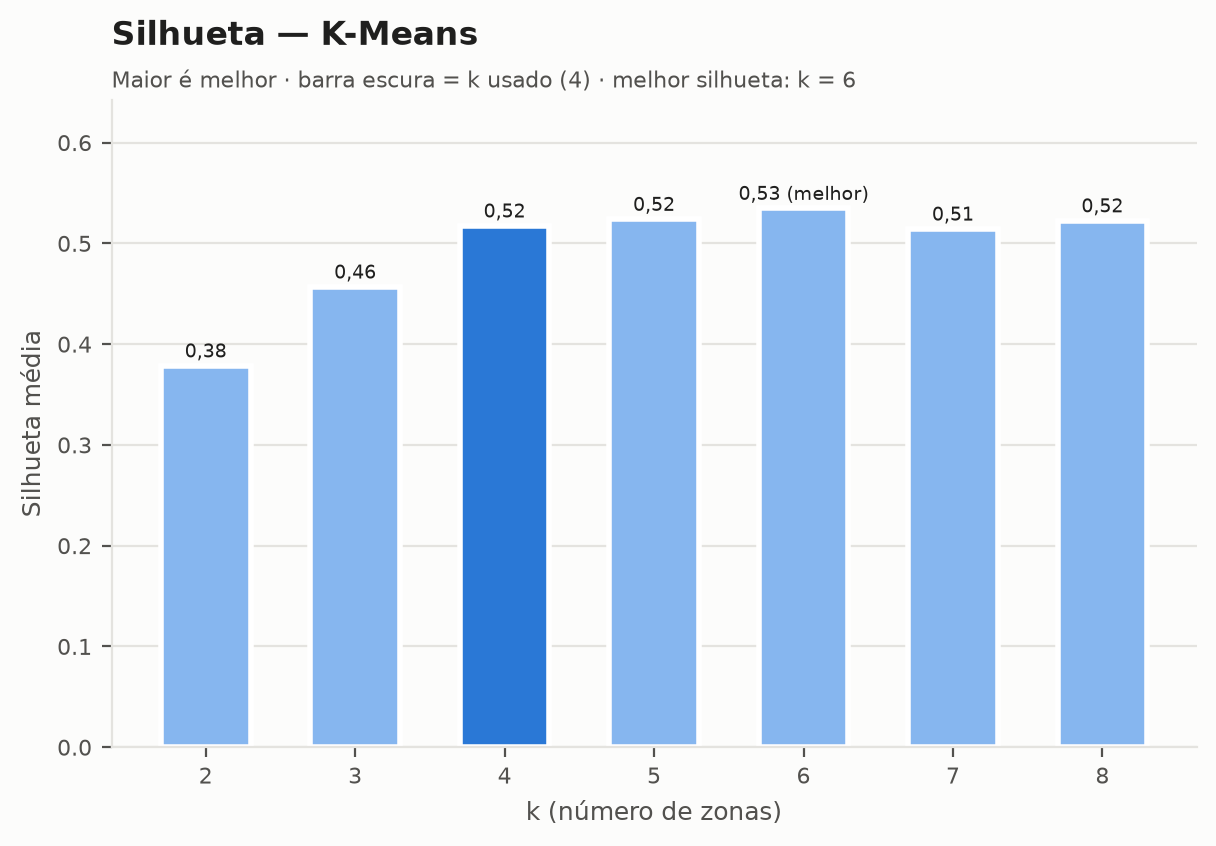 Silhueta — K-Means
Maior é melhor · barra escura = k usado (4) · melhor silhueta: k = 6
Silhueta média
0.6
0.5
0.4
0.3
0.2
0.1
0.0
0,38
0,46
0,52
0,52
0,53 (melhor)
0,51
0,52
2 3 4 5 6 7 8
k (número de zonas)